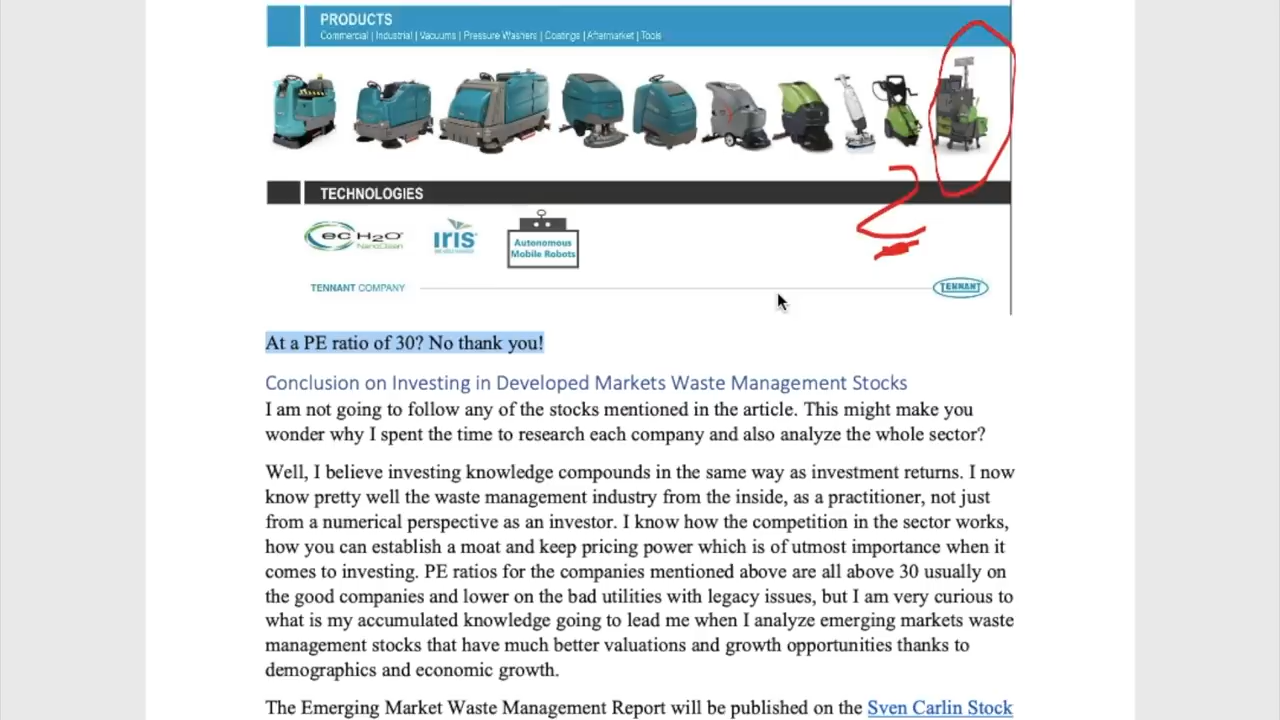 PRODUCTS
Commercial | Industrial | Vacuums | Pressure Washers | Coatings | Aftermarket | Tools
TECHNOLOGIES
ec H2O
NanoClean
iris
Autonomous
Mobile Robots
TENNANT COMPANY
TENNANT
At a PE ratio of 30? No thank you!
Conclusion on Investing in Developed Markets Waste Management Stocks
I am not going to follow any of the stocks mentioned in the article. This might make you
wonder why I spent the time to research each company and also analyze the whole sector?
Well, I believe investing knowledge compounds in the same way as investment returns. I now
know pretty well the waste management industry from the inside, as a practitioner, not just
from a numerical perspective as an investor. I know how the competition in the sector works,
how you can establish a moat and keep pricing power which is of utmost importance when it
comes to investing. PE ratios for the companies mentioned above are all above 30 usually on
the good companies and lower on the bad utilities with legacy issues, but I am very curious to
what is my accumulated knowledge going to lead me when I analyze emerging markets waste
management stocks that have much better valuations and growth opportunities thanks to
demographics and economic growth.
The Emerging Market Waste Management Report will be published on the Sven Carlin Stock